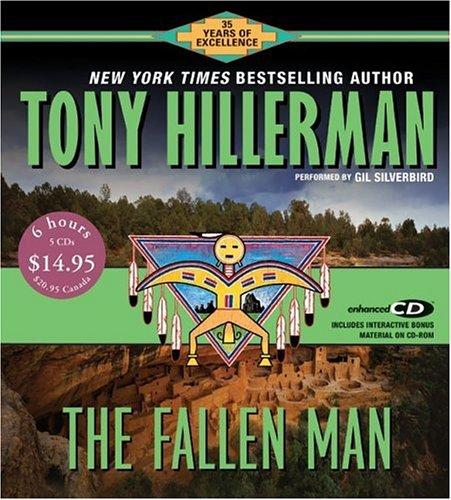 35
YEARS OF
EXCELLENCE
NEW YORK TIMES BESTSELLING AUTHOR
TONY HILLERMAN
PERFORMED BY GIL SILVERBIRD
6 hours
5 CDs
$14.95
$20.95 Canada
enhanced CD
INCLUDES INTERACTIVE BONUS
MATERIAL ON CD-ROM
THE FALLEN MAN